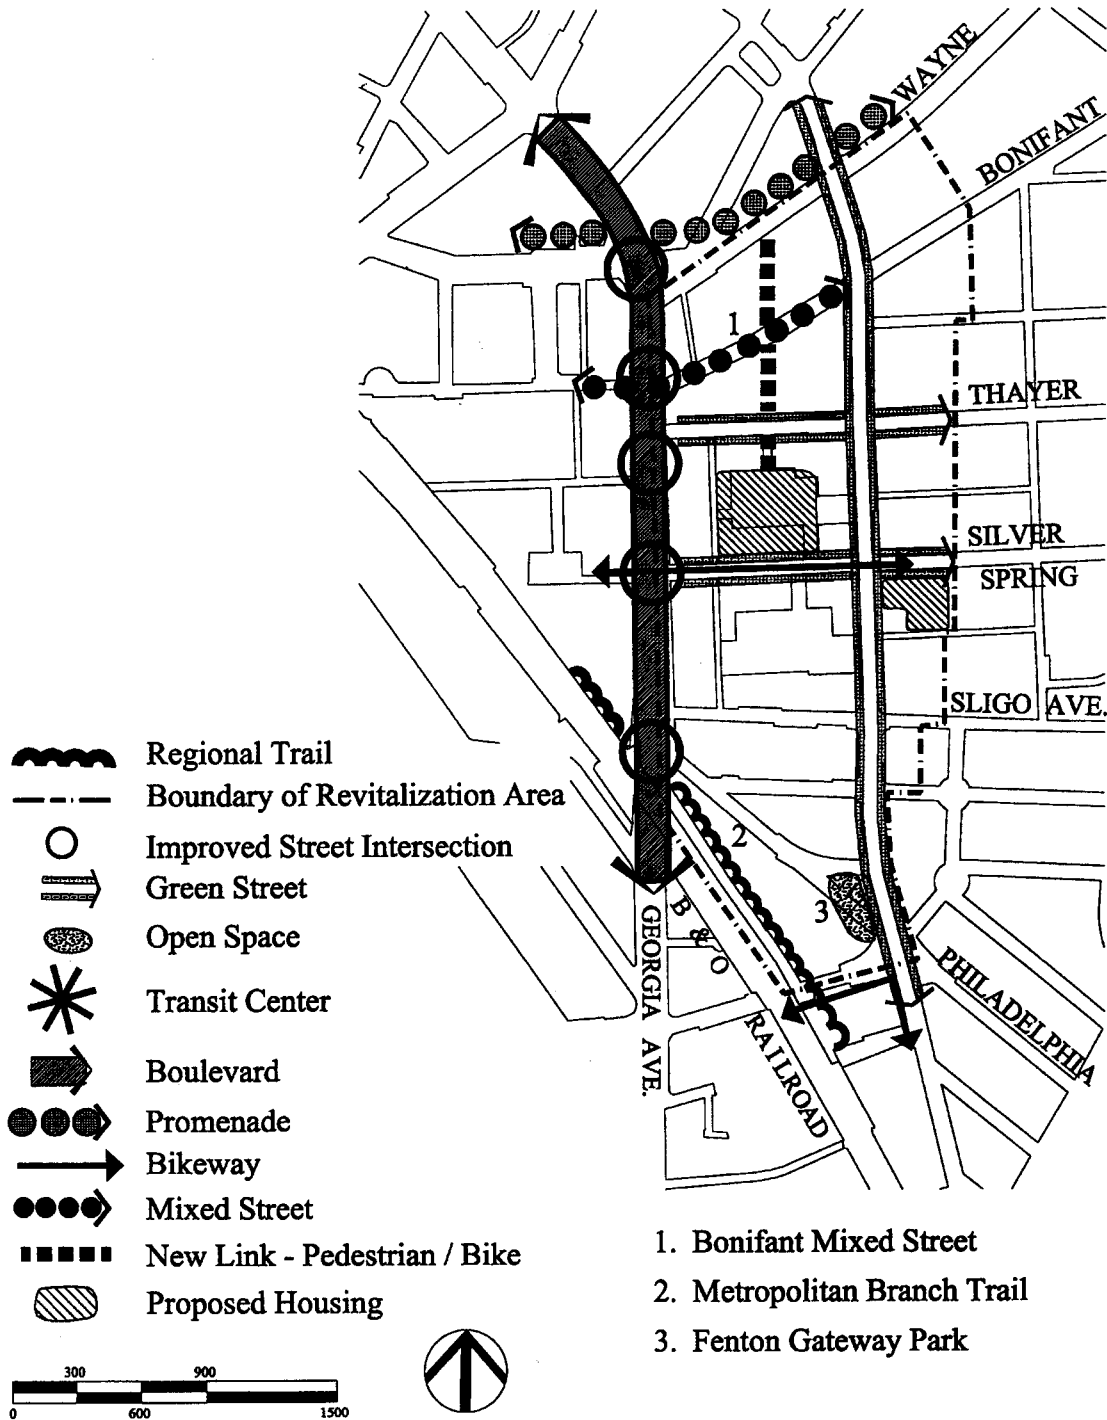 WAYNE
BONIFANT
1
THAYER
SILVER
SPRING
SLIGO AVE.
2
3
B & O
RAILROAD
GEORGIA AVE.
PHILADELPHIA
Regional Trail
Boundary of Revitalization Area
Improved Street Intersection
Green Street
Open Space
Transit Center
Boulevard
Promenade
Bikeway
Mixed Street
New Link - Pedestrian / Bike
Proposed Housing
1. Bonifant Mixed Street
2. Metropolitan Branch Trail
3. Fenton Gateway Park
300 900
0 600 1500